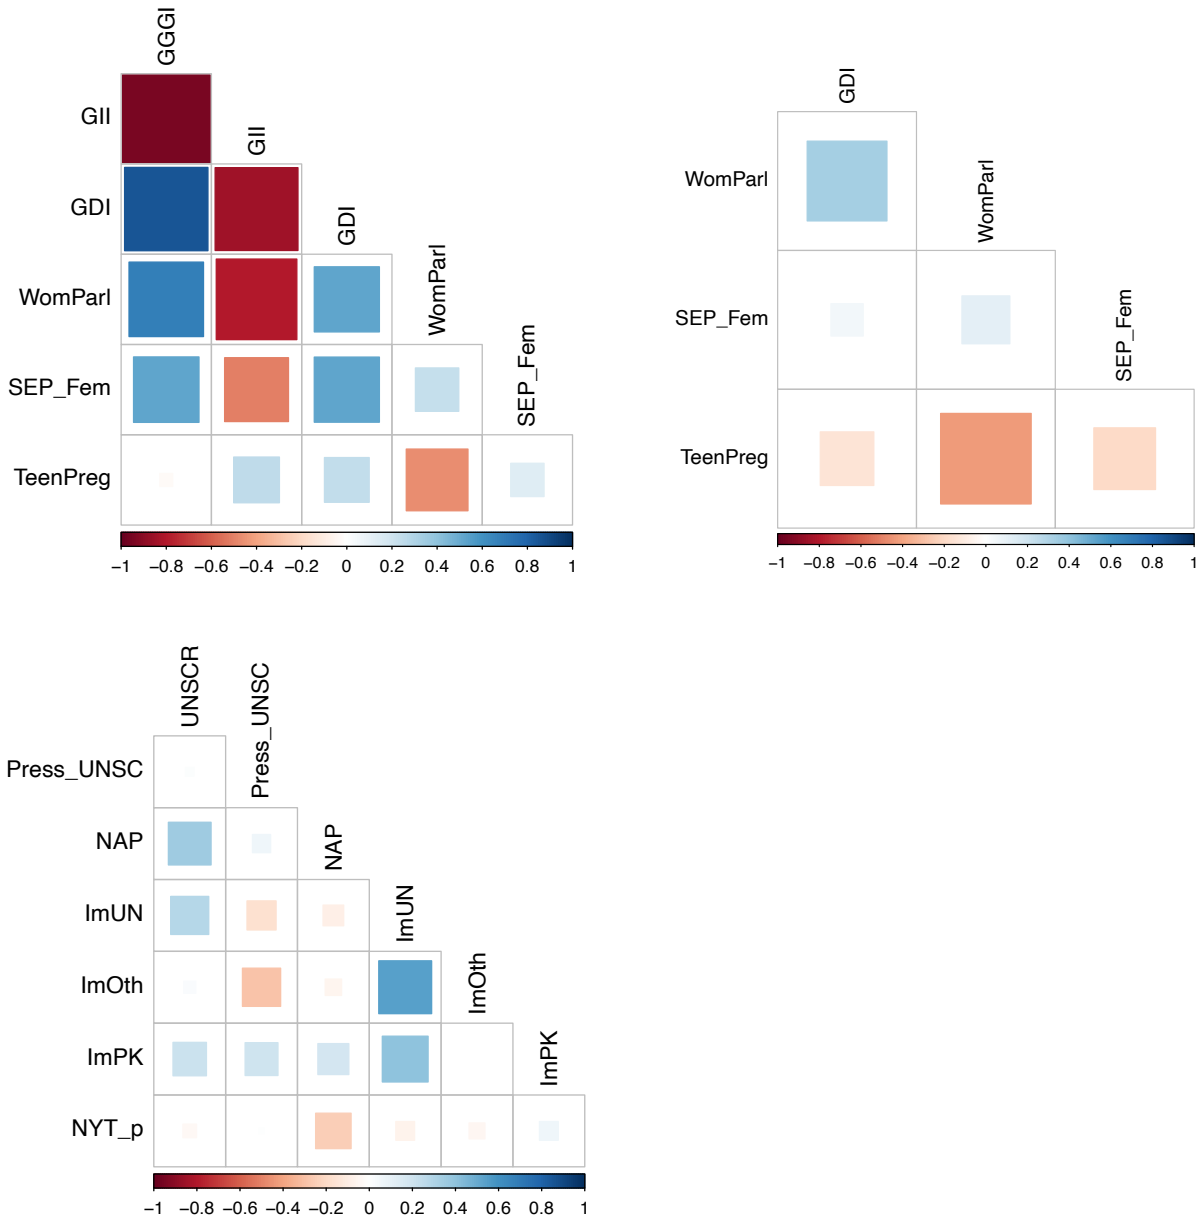 GGGI
GII
GII
GDI
GDI
WomParl
WomParl
SEP_Fem
SEP_Fem
TeenPreg
−1 −0.8 −0.6 −0.4 −0.2 0 0.2 0.4 0.6 0.8 1
GDI
WomParl
WomParl
SEP_Fem
SEP_Fem
TeenPreg
−1 −0.8 −0.6 −0.4 −0.2 0 0.2 0.4 0.6 0.8 1
UNSCR
Press_UNSC
Press_UNSC
NAP
NAP
ImUN
ImUN
ImOth
ImOth
ImPK
ImPK
NYT_p
−1 −0.8 −0.6 −0.4 −0.2 0 0.2 0.4 0.6 0.8 1